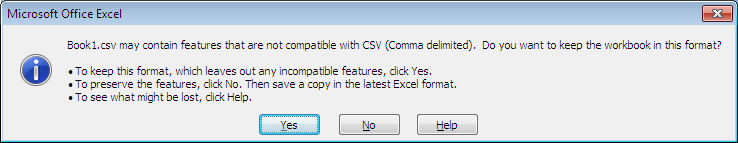 Microsoft Office Excel
Book1.csv may contain features that are not compatible with CSV (Comma delimited).  Do you want to keep the workbook in this format?
• To keep this format, which leaves out any incompatible features, click Yes.
• To preserve the features, click No. Then save a copy in the latest Excel format.
• To see what might be lost, click Help.
Yes No Help